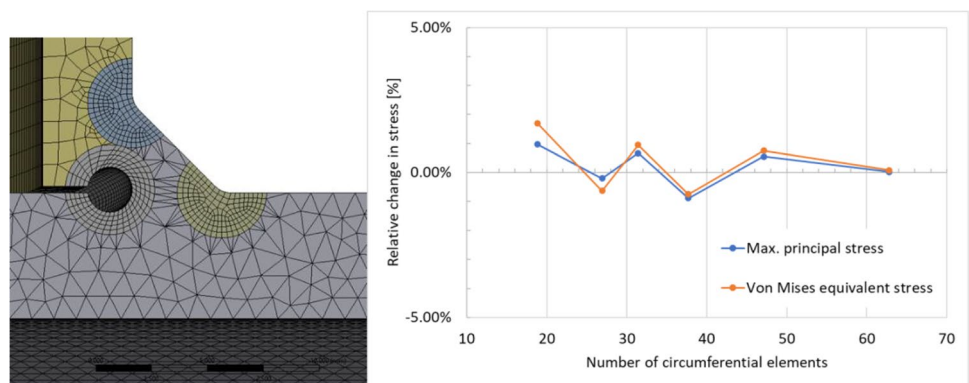 5.00%
Relative change in stress [%]
0.00%
Max. principal stress
Von Mises equivalent stress
-5.00%
10 20 30 40 50 60 70
Number of circumferential elements